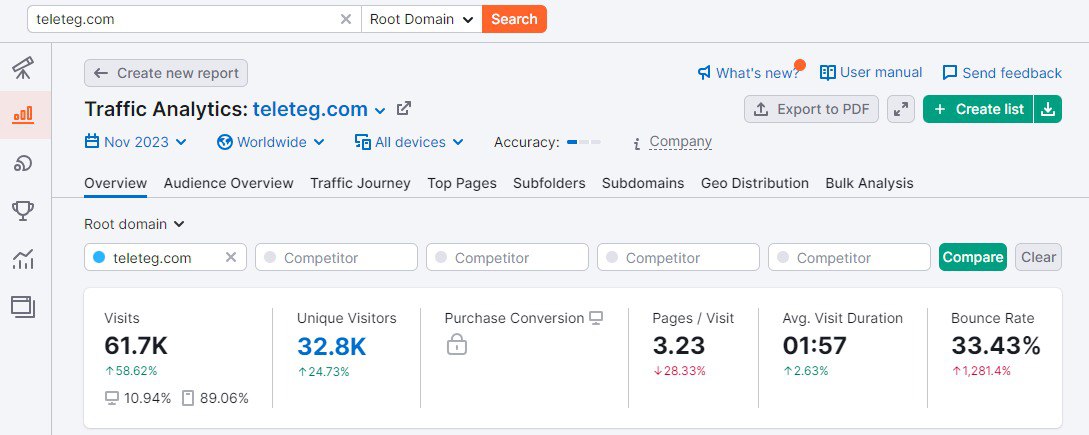 teleteg.com × Root Domain Search
← Create new report What's new? User manual Send feedback
Traffic Analytics: teleteg.com Export to PDF + Create list
Nov 2023 Worldwide All devices Accuracy: i Company
Overview Audience Overview Traffic Journey Top Pages Subfolders Subdomains Geo Distribution Bulk Analysis
Root domain
teleteg.com × Competitor Competitor Competitor Competitor Compare Clear
Visits Unique Visitors Purchase Conversion Pages / Visit Avg. Visit Duration Bounce Rate
61.7K 32.8K 3.23 01:57 33.43%
↑58.62% ↑24.73% ↓28.33% ↑2.63% ↑1,281.4%
10.94% 89.06%